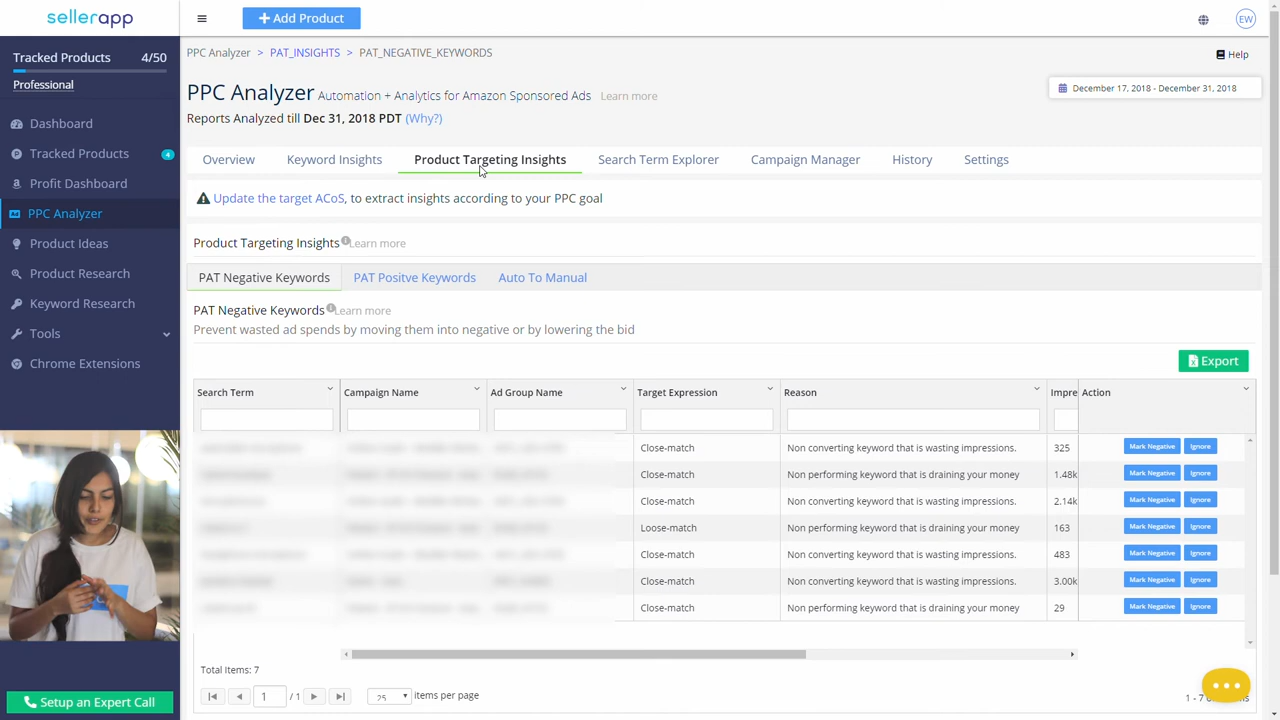 sellerapp
+ Add Product
EW
Tracked Products 4/50
Professional
Dashboard
Tracked Products 4
Profit Dashboard
PPC Analyzer
Product Ideas
Product Research
Keyword Research
Tools
Chrome Extensions
Setup an Expert Call
PPC Analyzer > PAT_INSIGHTS > PAT_NEGATIVE_KEYWORDS
Help
PPC Analyzer Automation + Analytics for Amazon Sponsored Ads Learn more
December 17, 2018 - December 31, 2018
Reports Analyzed till Dec 31, 2018 PDT (Why?)
Overview Keyword Insights Product Targeting Insights Search Term Explorer Campaign Manager History Settings
Update the target ACoS, to extract insights according to your PPC goal
Product Targeting Insights Learn more
PAT Negative Keywords PAT Positve Keywords Auto To Manual
PAT Negative Keywords Learn more
Prevent wasted ad spends by moving them into negative or by lowering the bid
Export
Search Term Campaign Name Ad Group Name Target Expression Reason Impre Action
Close-match Non converting keyword that is wasting impressions. 325 Mark Negative Ignore
Close-match Non performing keyword that is draining your money 1.48k Mark Negative Ignore
Close-match Non converting keyword that is wasting impressions. 2.14k Mark Negative Ignore
Loose-match Non performing keyword that is draining your money 163 Mark Negative Ignore
Close-match Non converting keyword that is wasting impressions. 483 Mark Negative Ignore
Close-match Non converting keyword that is wasting impressions. 3.00k Mark Negative Ignore
Close-match Non performing keyword that is draining your money 29 Mark Negative Ignore
Total Items: 7
1 / 1 25 items per page
1 - 7